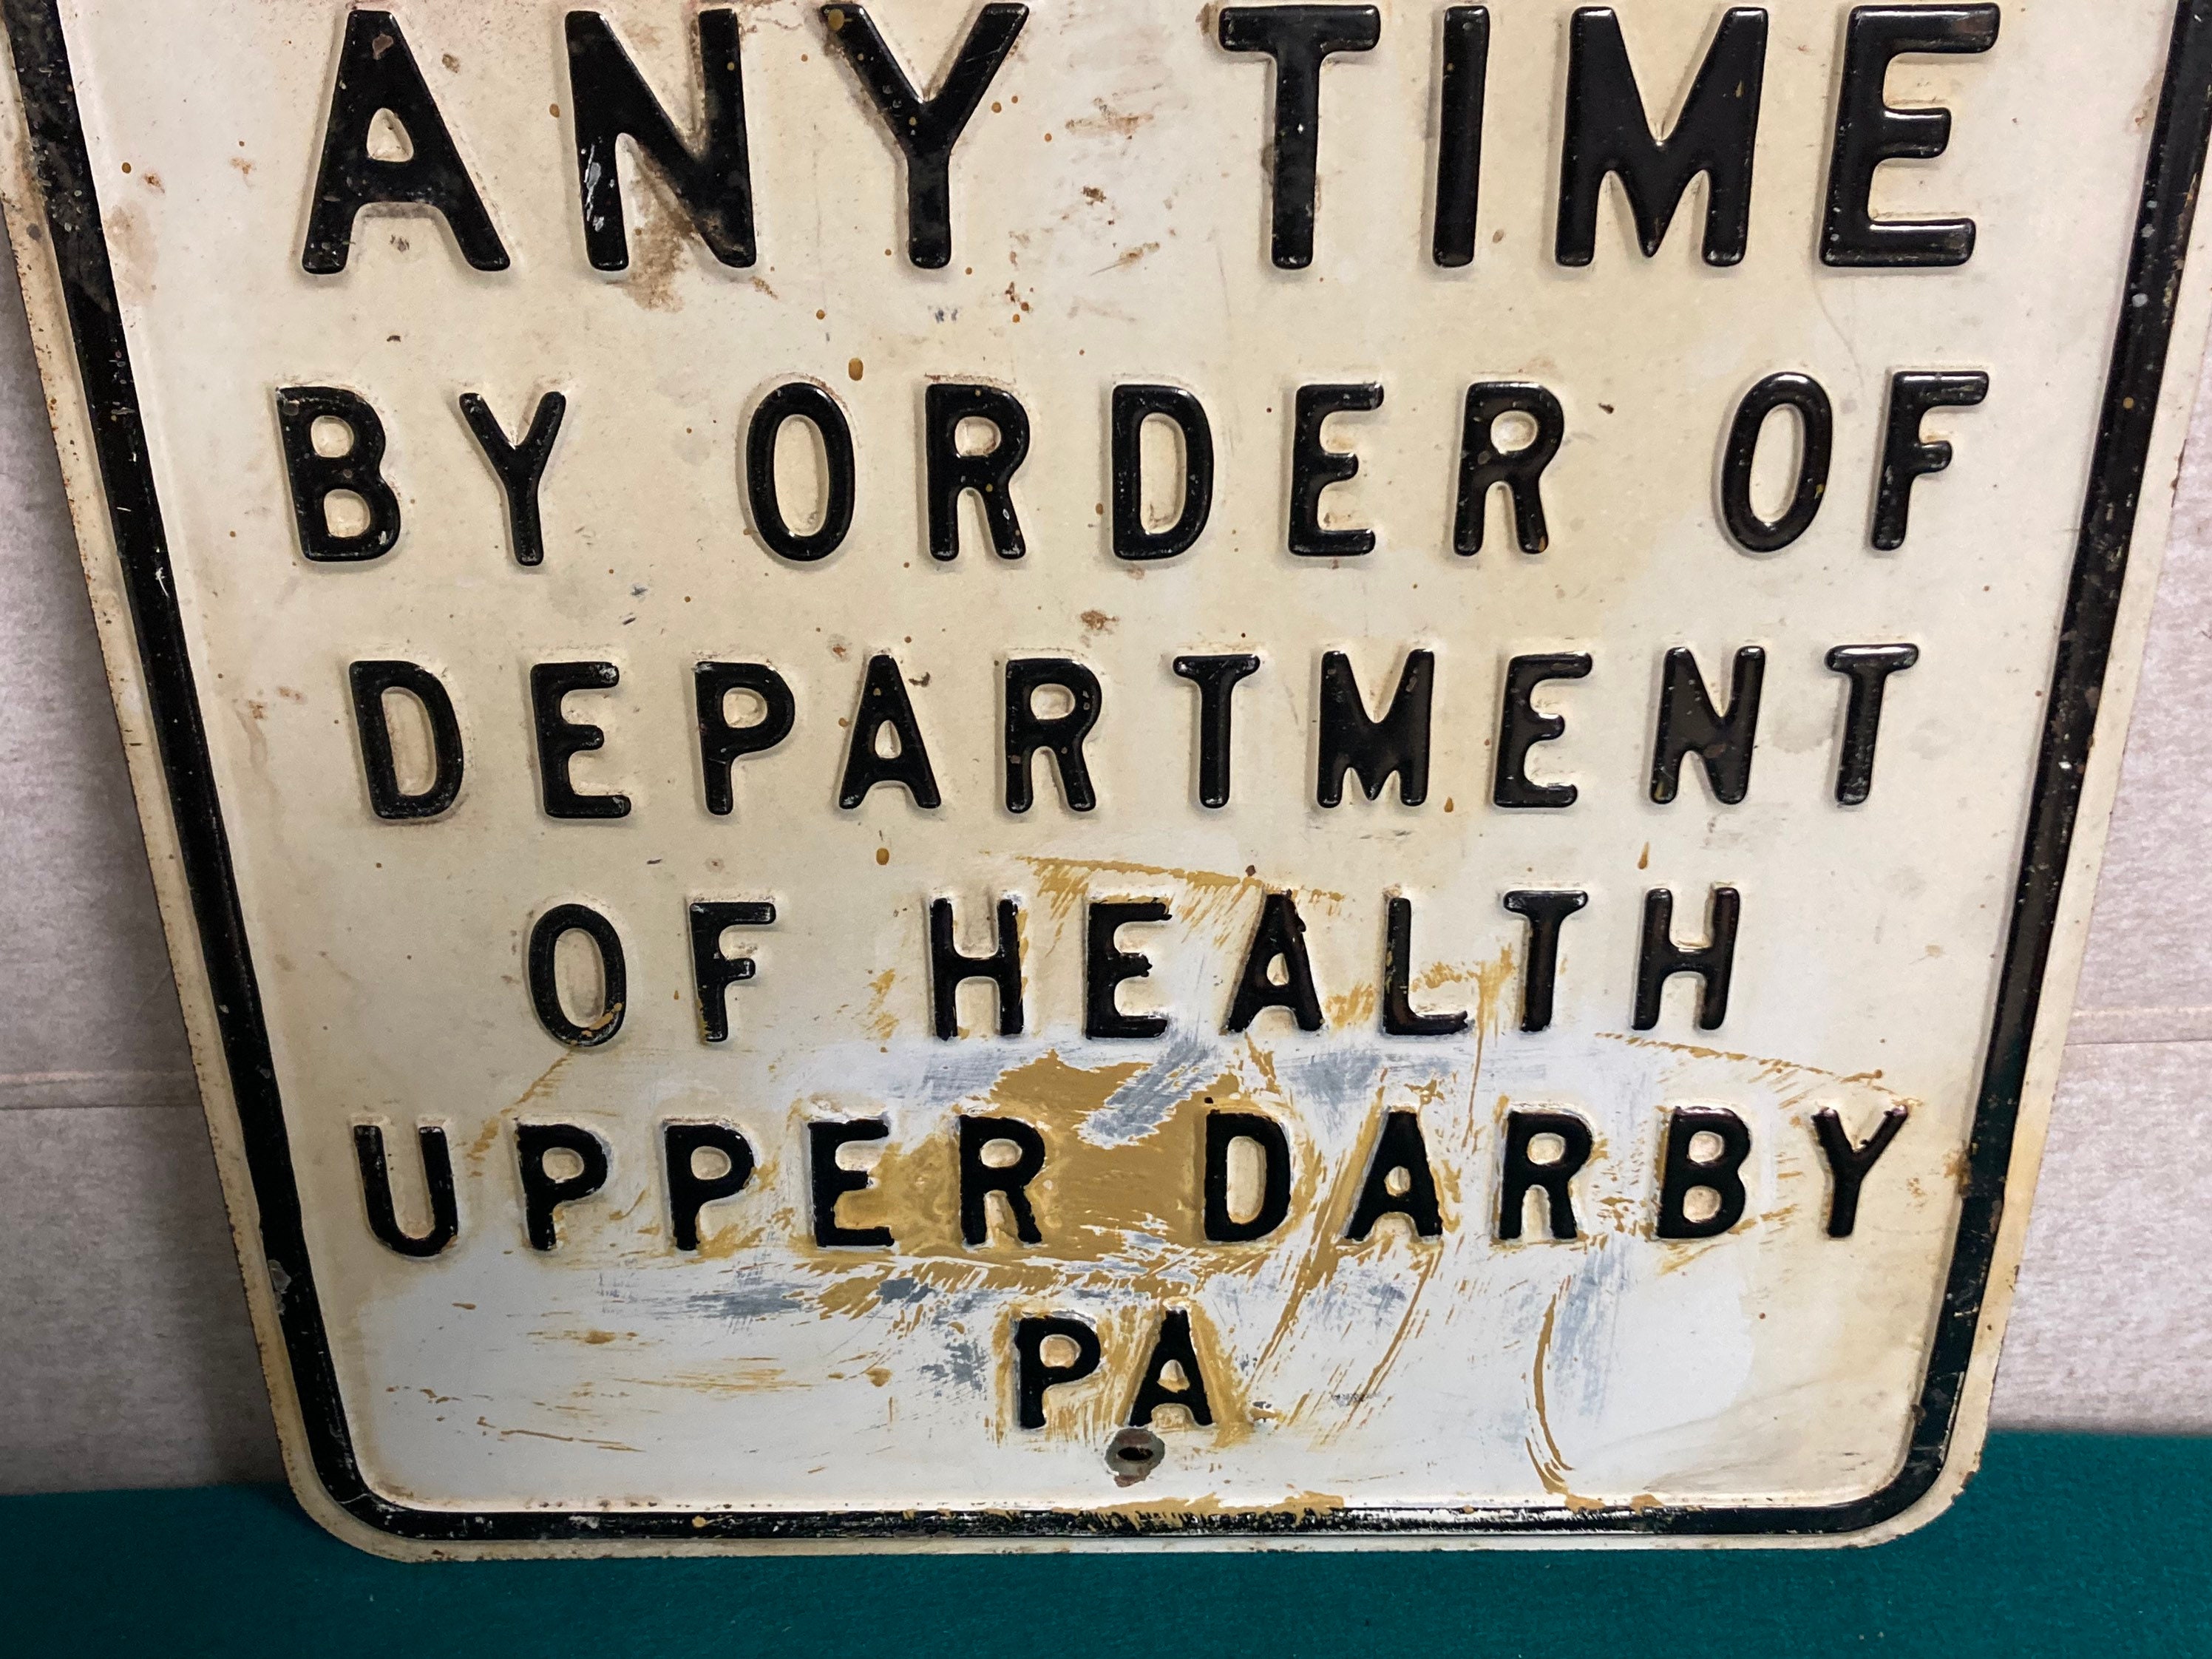 ANY TIME
BY ORDER OF
DEPARTMENT
OF HEALTH
UPPER DARBY
PA